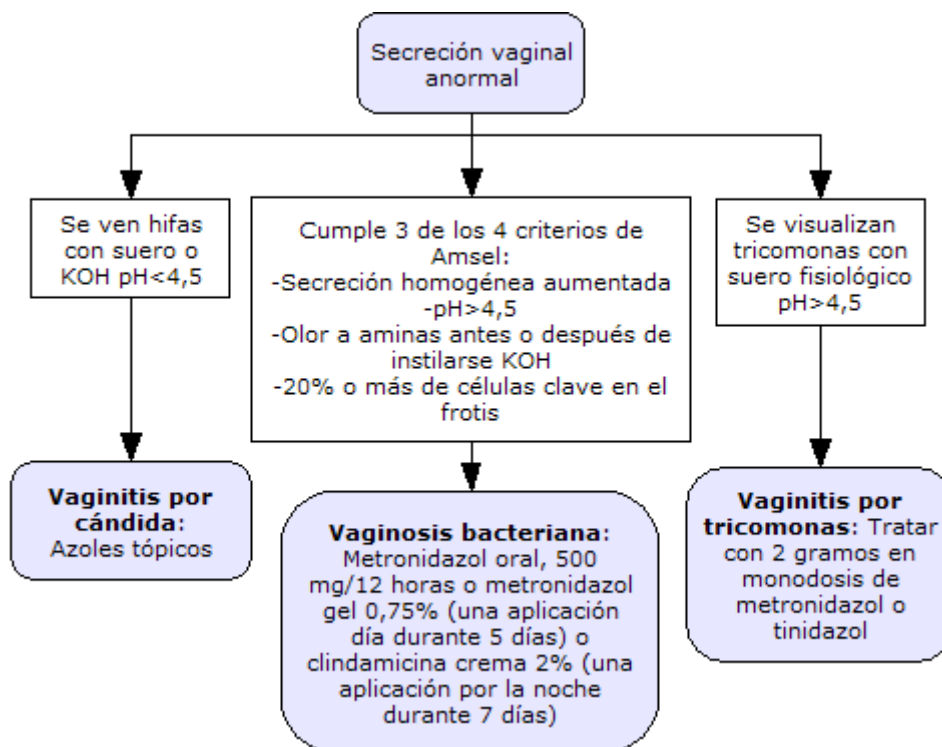 Secreción vaginal
anormal
Se ven hifas
con suero o
KOH pH<4,5
Cumple 3 de los 4 criterios de
Amsel:
-Secreción homogénea aumentada
-pH>4,5
-Olor a aminas antes o después de
instilarse KOH
-20% o más de células clave en el
frotis
Se visualizan
tricomonas con
suero fisiológico
pH>4,5
Vaginitis por
cándida:
Azoles tópicos
Vaginosis bacteriana:
Metronidazol oral, 500
mg/12 horas o metronidazol
gel 0,75% (una aplicación
día durante 5 días) o
clindamicina crema 2% (una
aplicación por la noche
durante 7 días)
Vaginitis por
tricomonas: Tratar
con 2 gramos en
monodosis de
metronidazol o
tinidazol